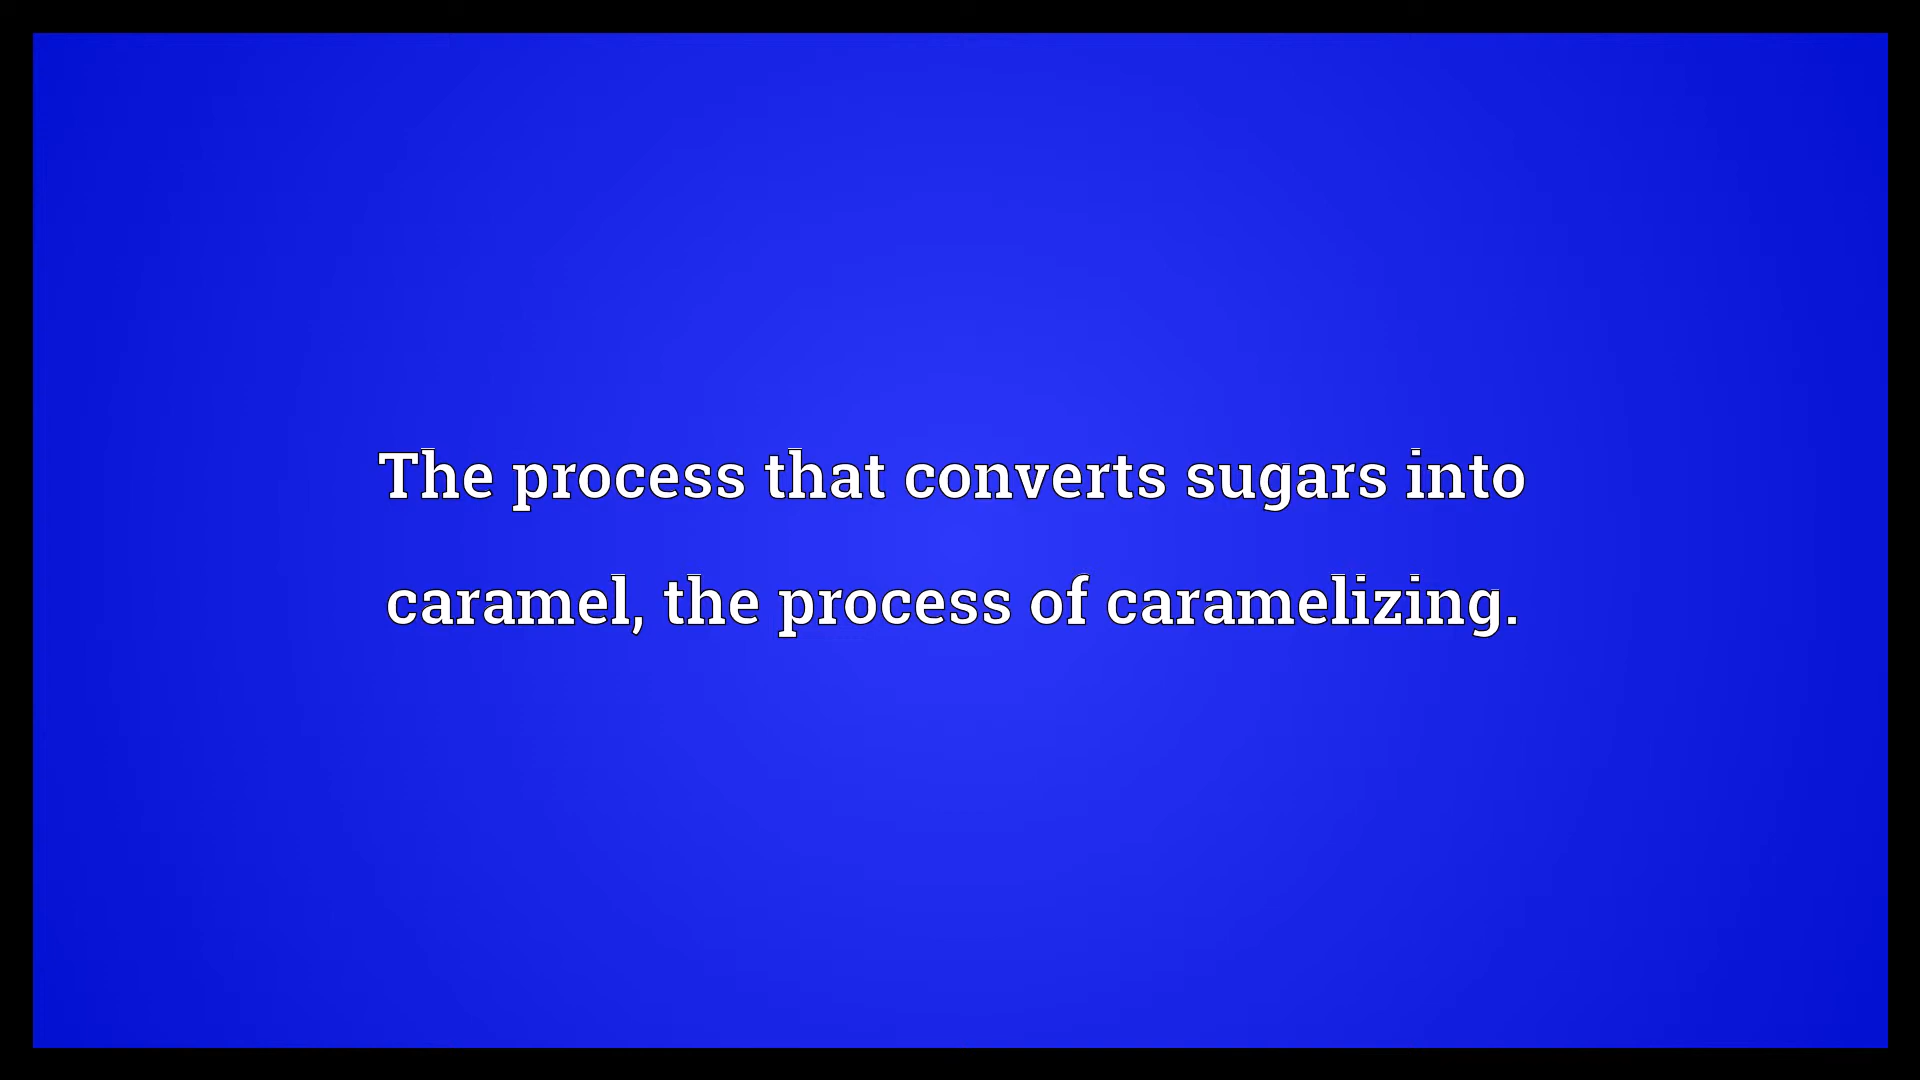 The process that converts sugars into
caramel, the process of caramelizing.